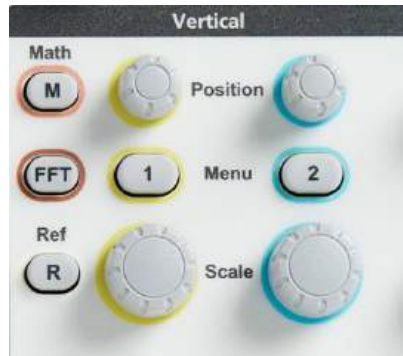 Vertical
Math
M
Position
FFT
1
Menu
2
Ref
R
Scale